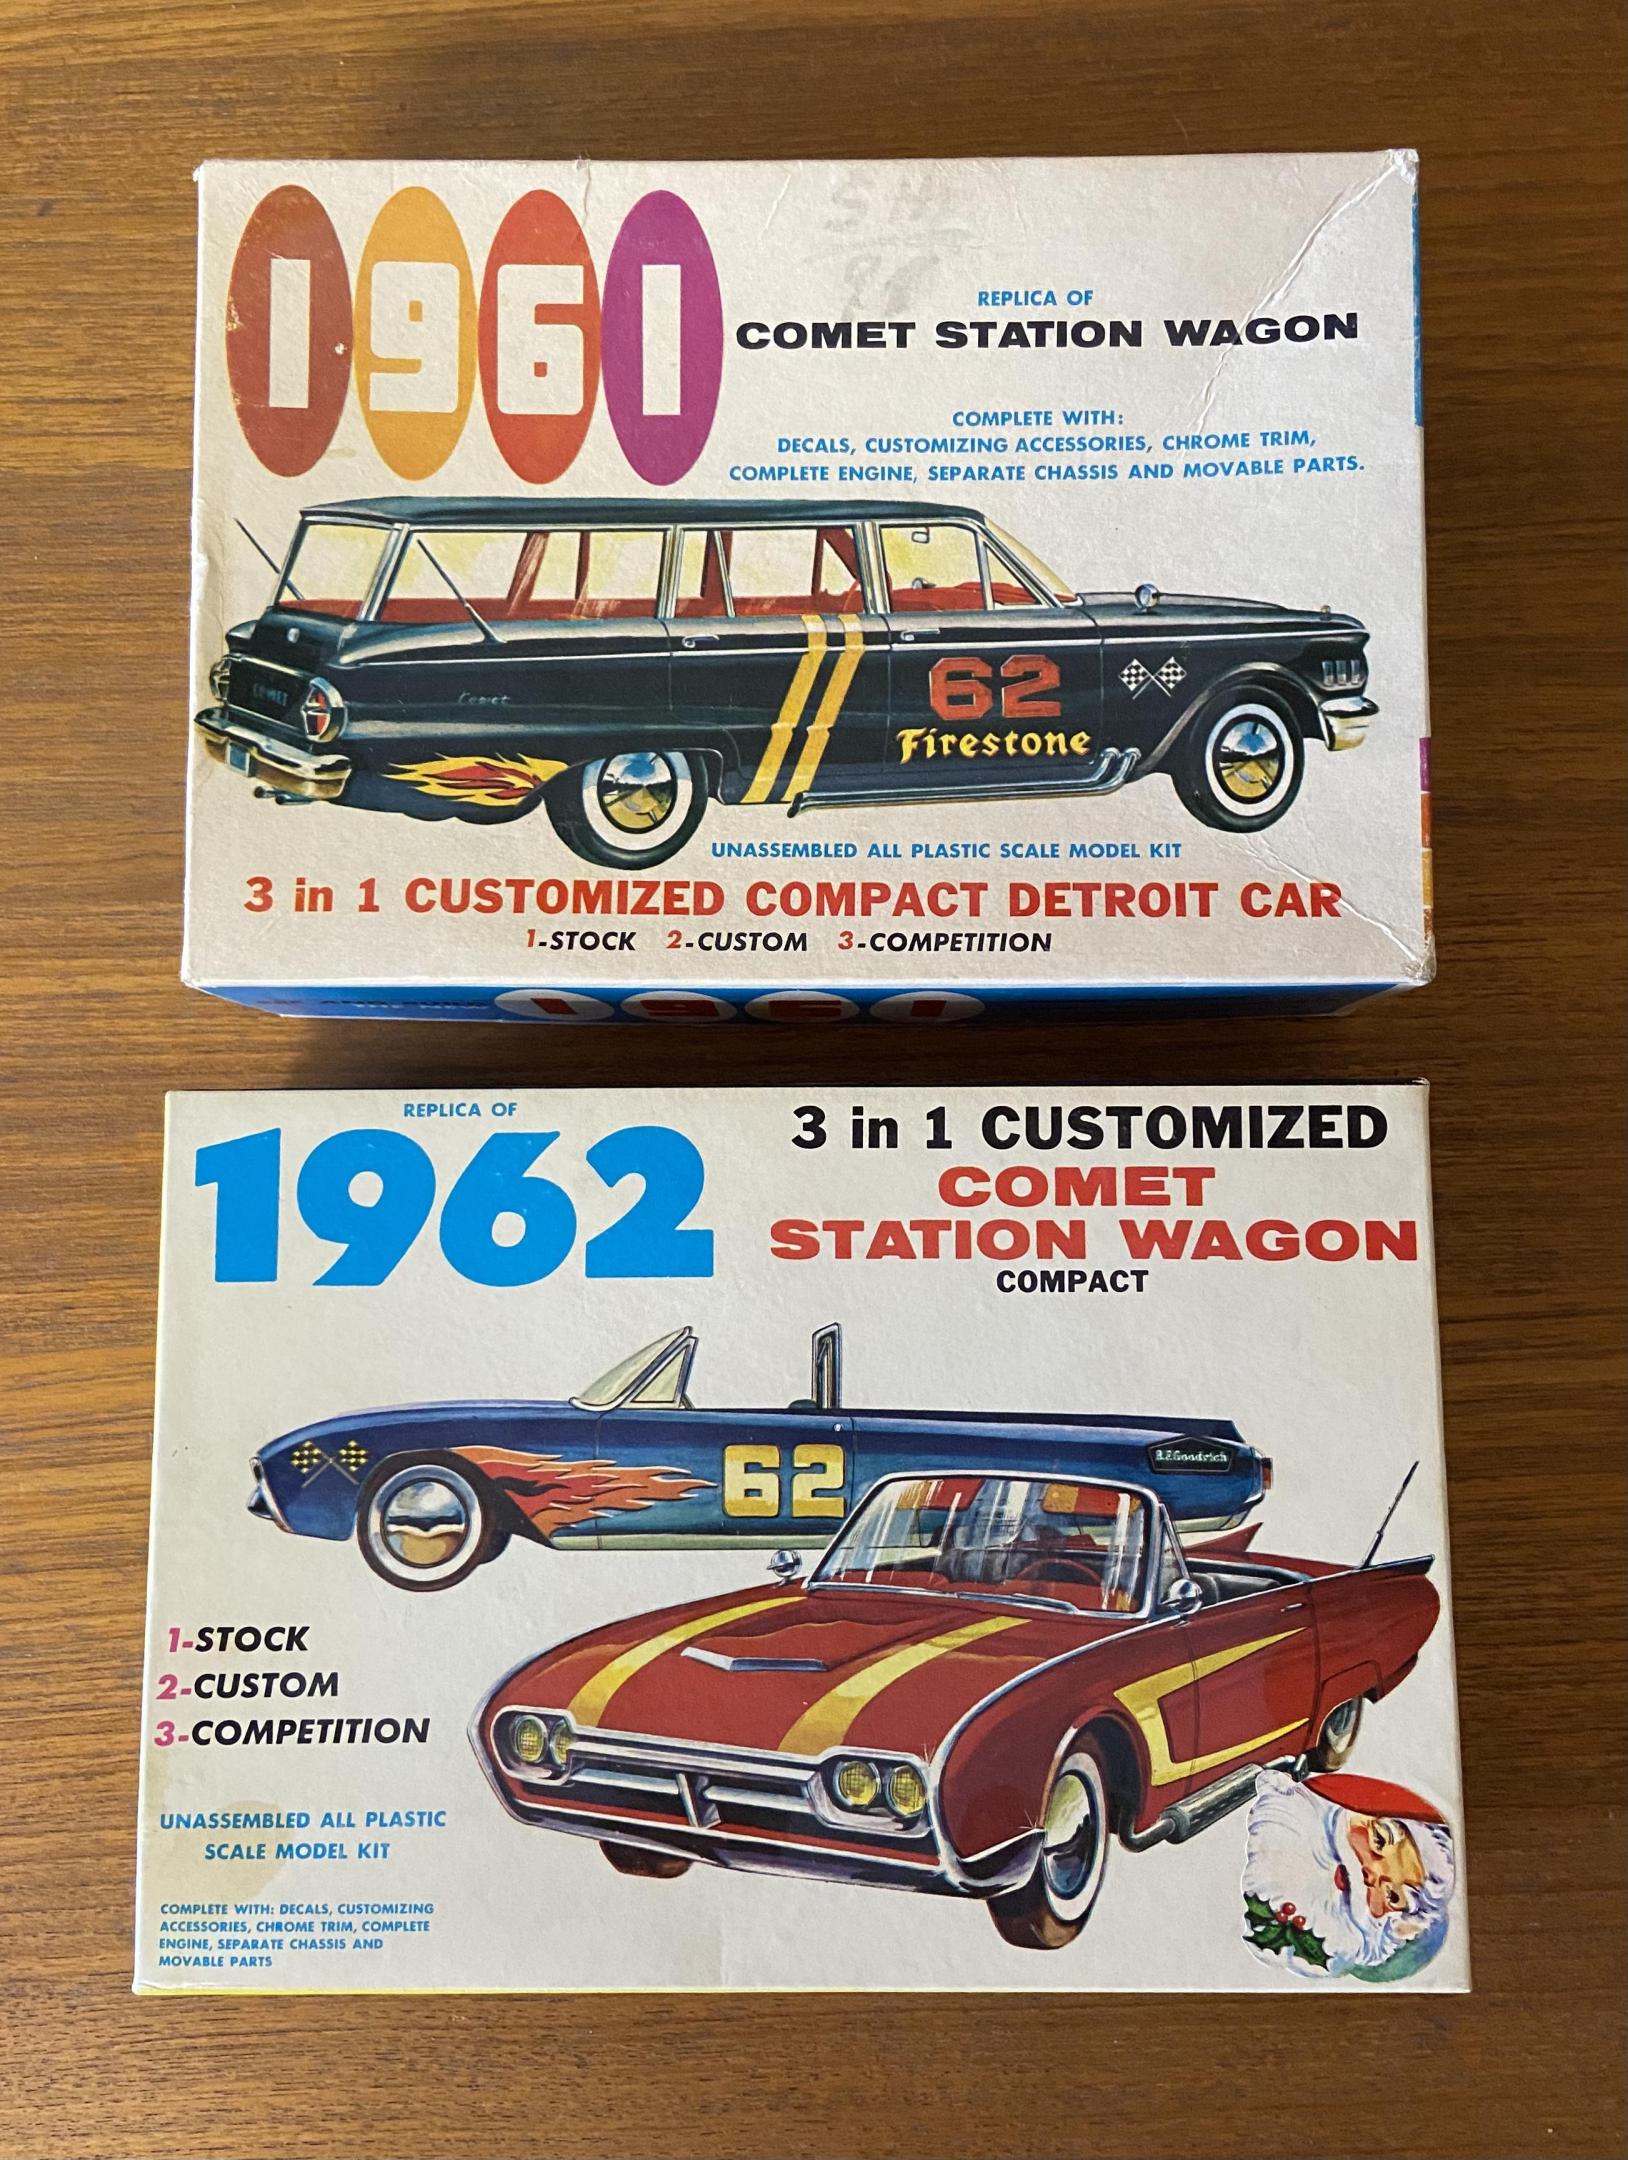 1961
REPLICA OF
COMET STATION WAGON
COMPLETE WITH:
DECALS, CUSTOMIZING ACCESSORIES, CHROME TRIM,
COMPLETE ENGINE, SEPARATE CHASSIS AND MOVABLE PARTS.
COMET
Comet
62
Firestone
UNASSEMBLED ALL PLASTIC SCALE MODEL KIT
3 in 1 CUSTOMIZED COMPACT DETROIT CAR
1-STOCK 2-CUSTOM 3-COMPETITION
1961
REPLICA OF
1962
3 in 1 CUSTOMIZED
COMET
STATION WAGON
COMPACT
B.F.Goodrich
62
1-STOCK
2-CUSTOM
3-COMPETITION
UNASSEMBLED ALL PLASTIC
SCALE MODEL KIT
COMPLETE WITH: DECALS, CUSTOMIZING
ACCESSORIES, CHROME TRIM, COMPLETE
ENGINE, SEPARATE CHASSIS AND
MOVABLE PARTS